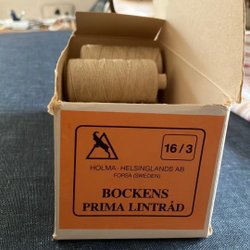 16/3
HOLMA-HELSINGLANDS AB
FORSA (SWEDEN)
BOCKENS
PRIMA LINTRÅD